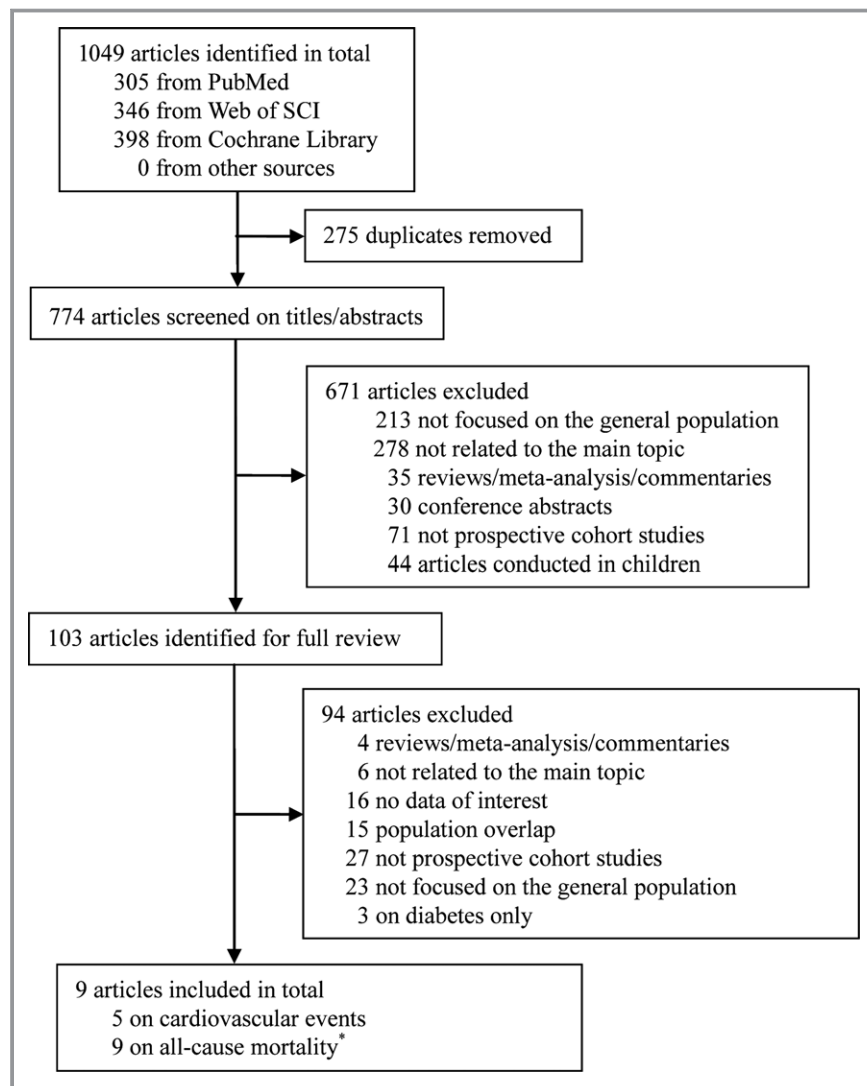 1049 articles identified in total
305 from PubMed
346 from Web of SCI
398 from Cochrane Library
0 from other sources
275 duplicates removed
774 articles screened on titles/abstracts
671 articles excluded
213 not focused on the general population
278 not related to the main topic
35 reviews/meta-analysis/commentaries
30 conference abstracts
71 not prospective cohort studies
44 articles conducted in children
103 articles identified for full review
94 articles excluded
4 reviews/meta-analysis/commentaries
6 not related to the main topic
16 no data of interest
15 population overlap
27 not prospective cohort studies
23 not focused on the general population
3 on diabetes only
9 articles included in total
5 on cardiovascular events
9 on all-cause mortality*